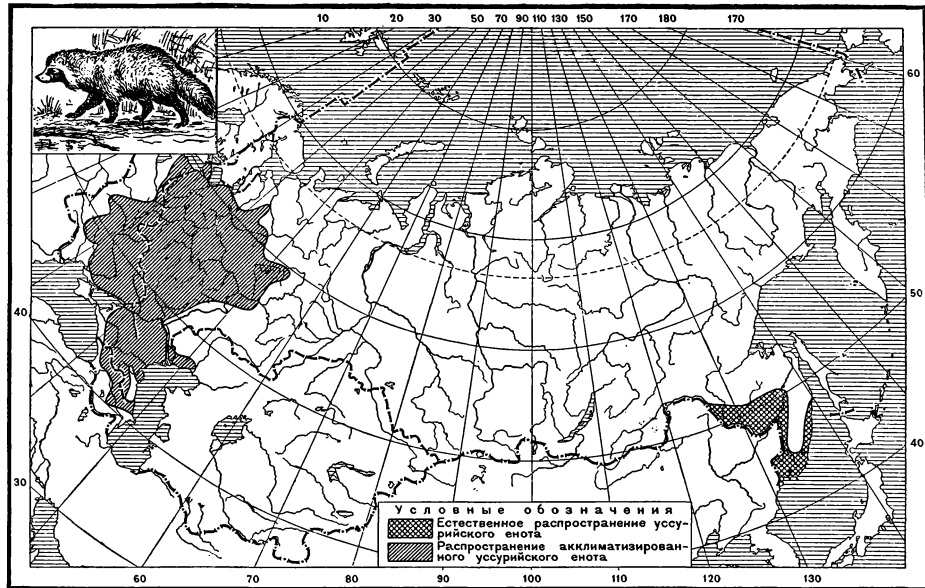 10 20 30 50 70 90 110 130 150 170 180 170
60
50
40
40
30
60 70 80 90 100 110 120 130
Условные обозначения
Естественное распространение уссу-
рийского енота
Распространение акклиматизирован-
ного уссурийского енота